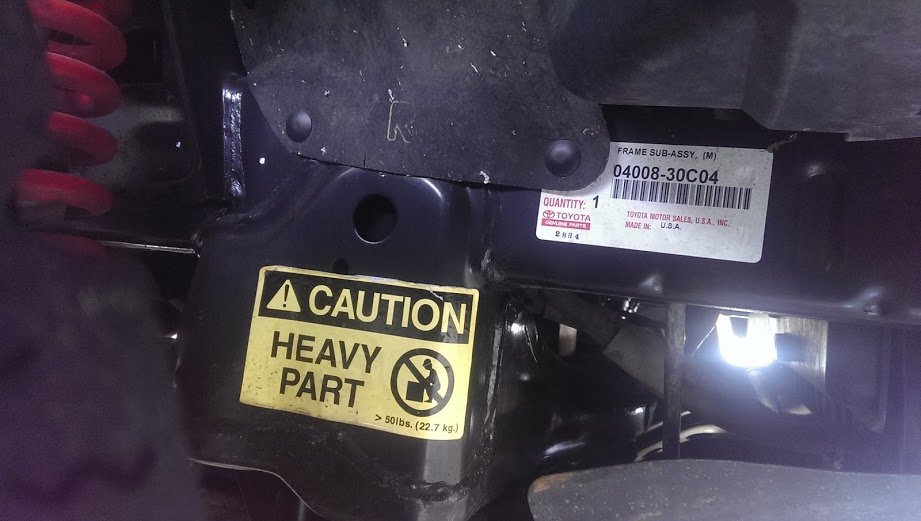 FRAME SUB-ASSY, (M)
04008-30C04
QUANTITY: 1
TOYOTA
GENUINE PARTS
2884
TOYOTA MOTOR SALES, U.S.A., INC.
MADE IN: U.S.A.
CAUTION
HEAVY
PART
> 50lbs. (22.7 kg.)